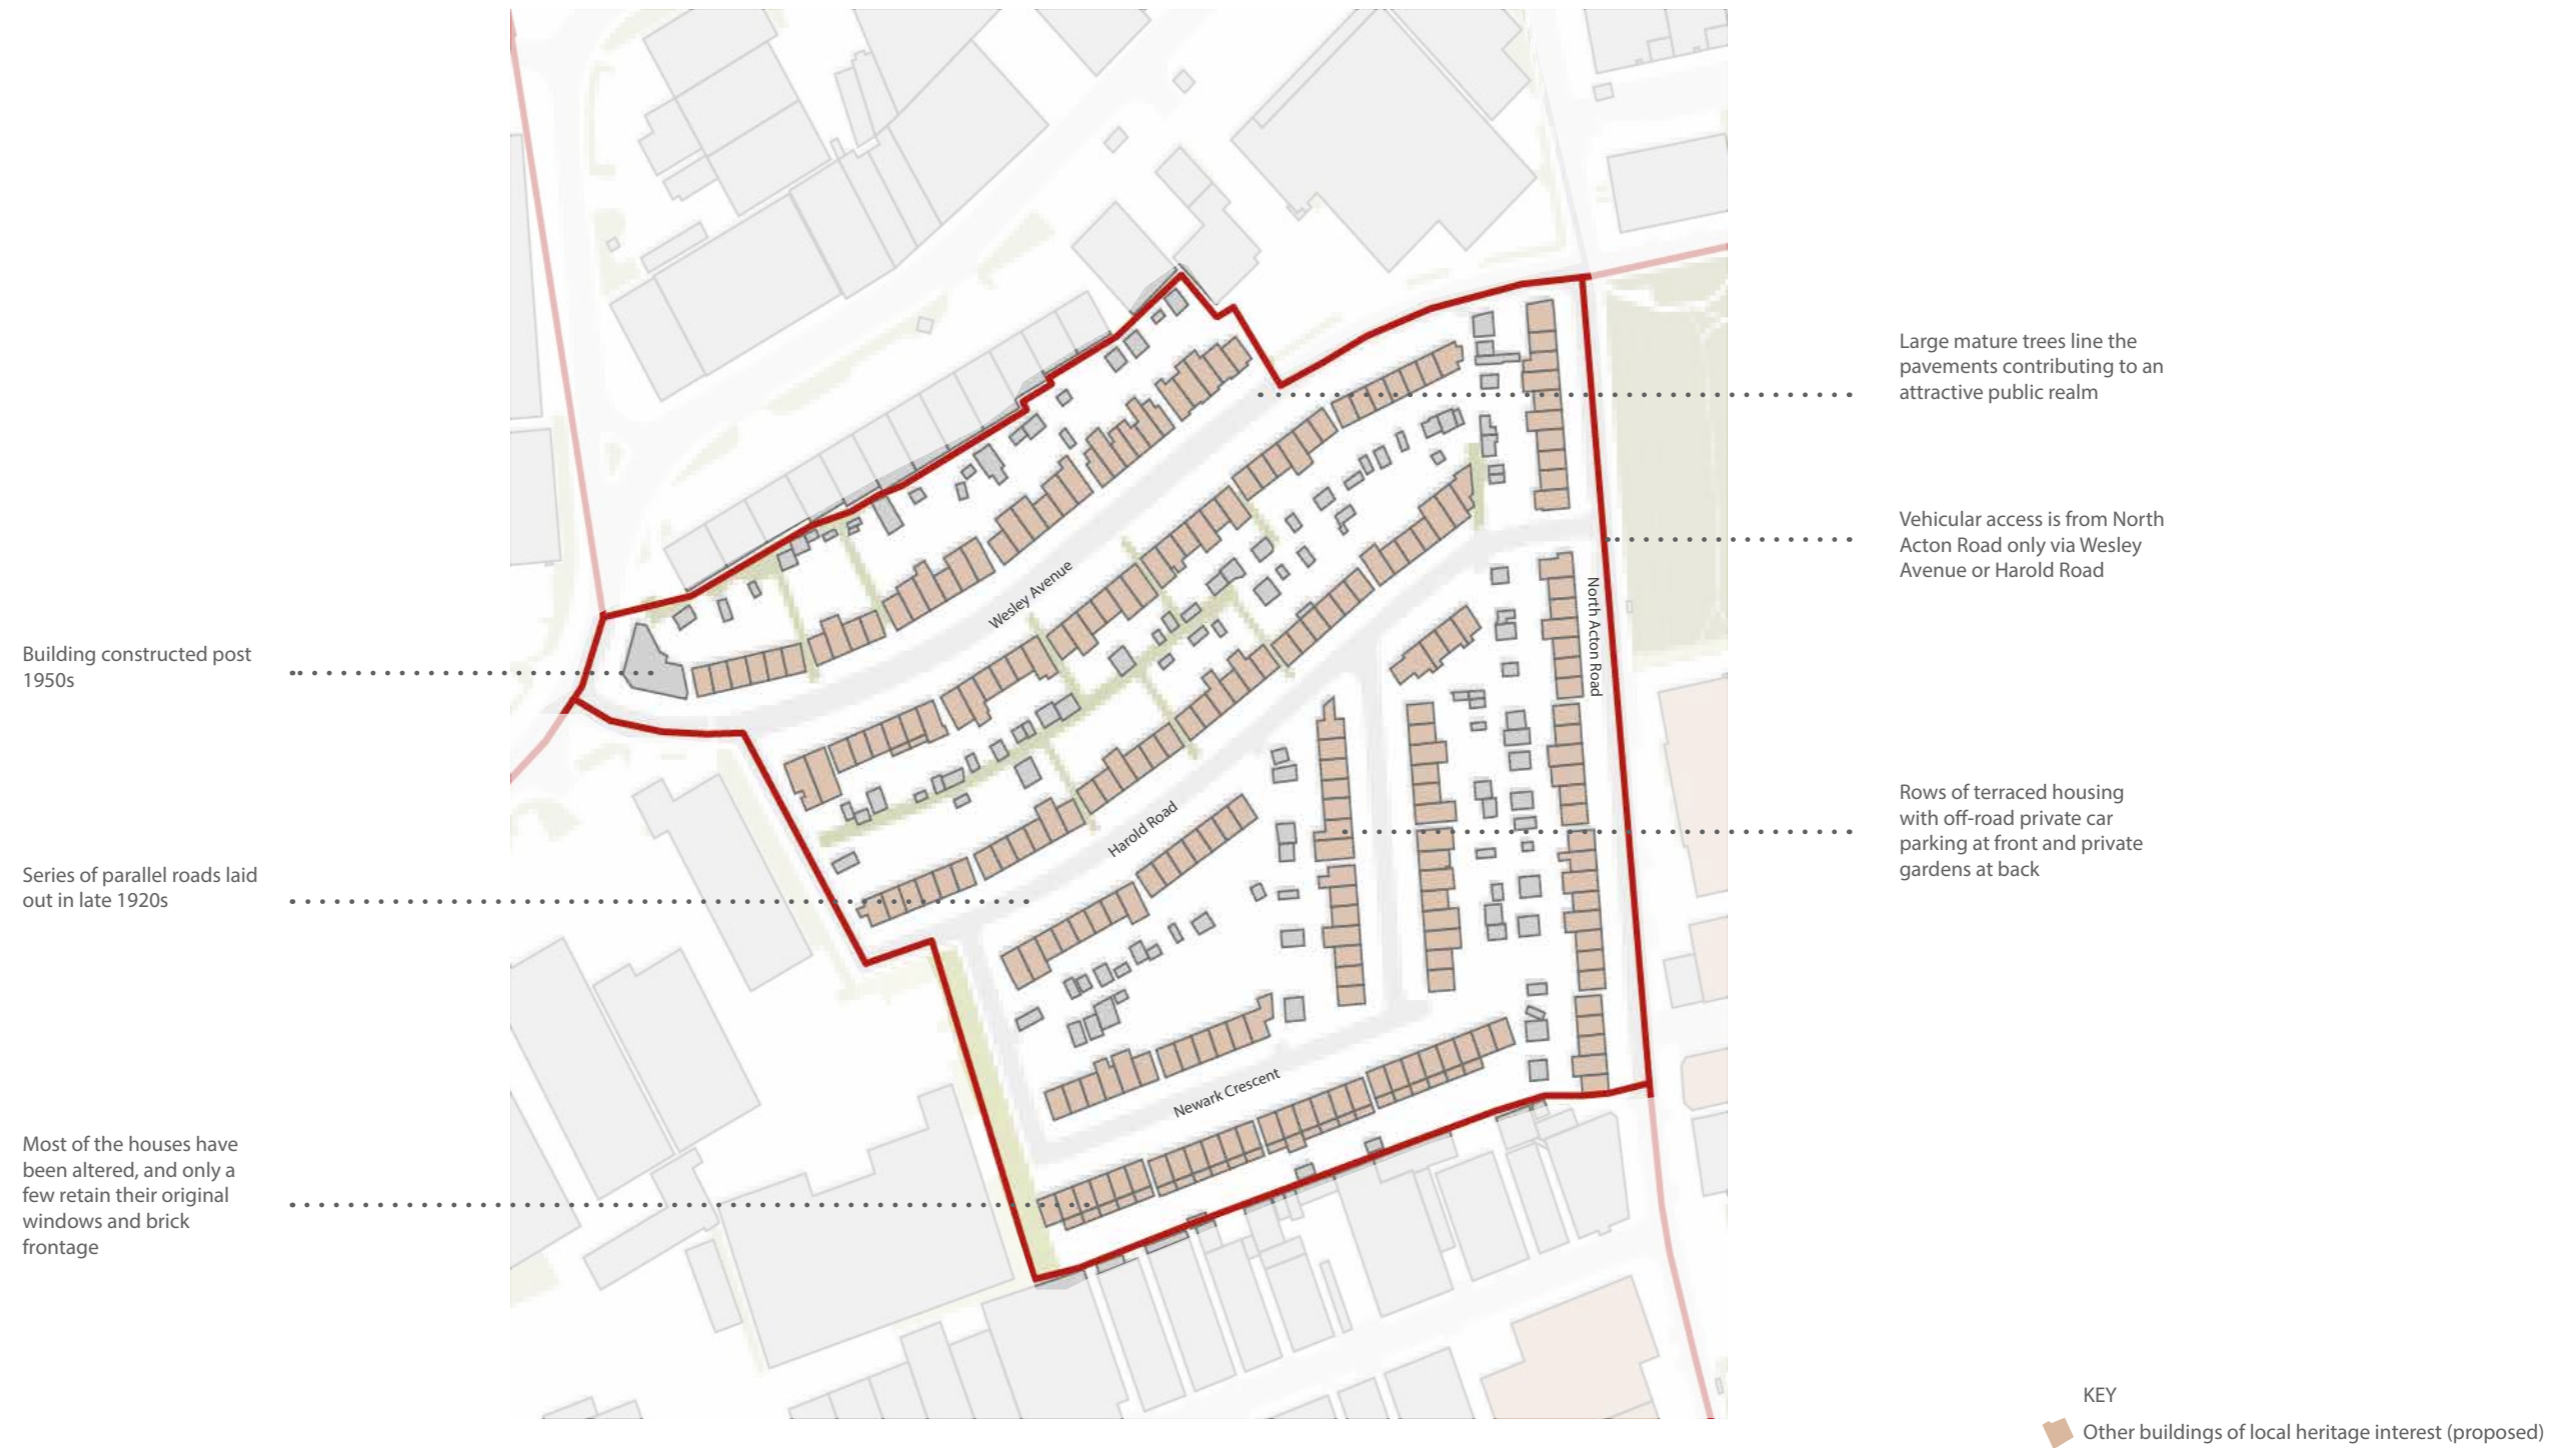 Building constructed post
1950s
Series of parallel roads laid
out in late 1920s
Most of the houses have
been altered, and only a
few retain their original
windows and brick
frontage
Wesley Avenue
Harold Road
Newark Crescent
North Acton Road
Large mature trees line the
pavements contributing to an
attractive public realm
Vehicular access is from North
Acton Road only via Wesley
Avenue or Harold Road
Rows of terraced housing
with off-road private car
parking at front and private
gardens at back
KEY
Other buildings of local heritage interest (proposed)